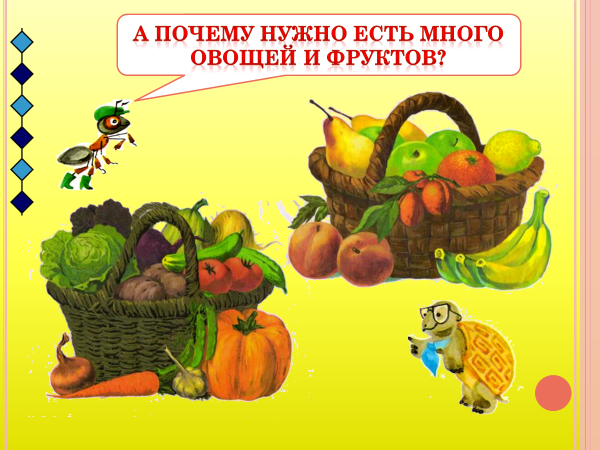 А ПОЧЕМУ НУЖНО ЕСТЬ МНОГО
ОВОЩЕЙ И ФРУКТОВ?